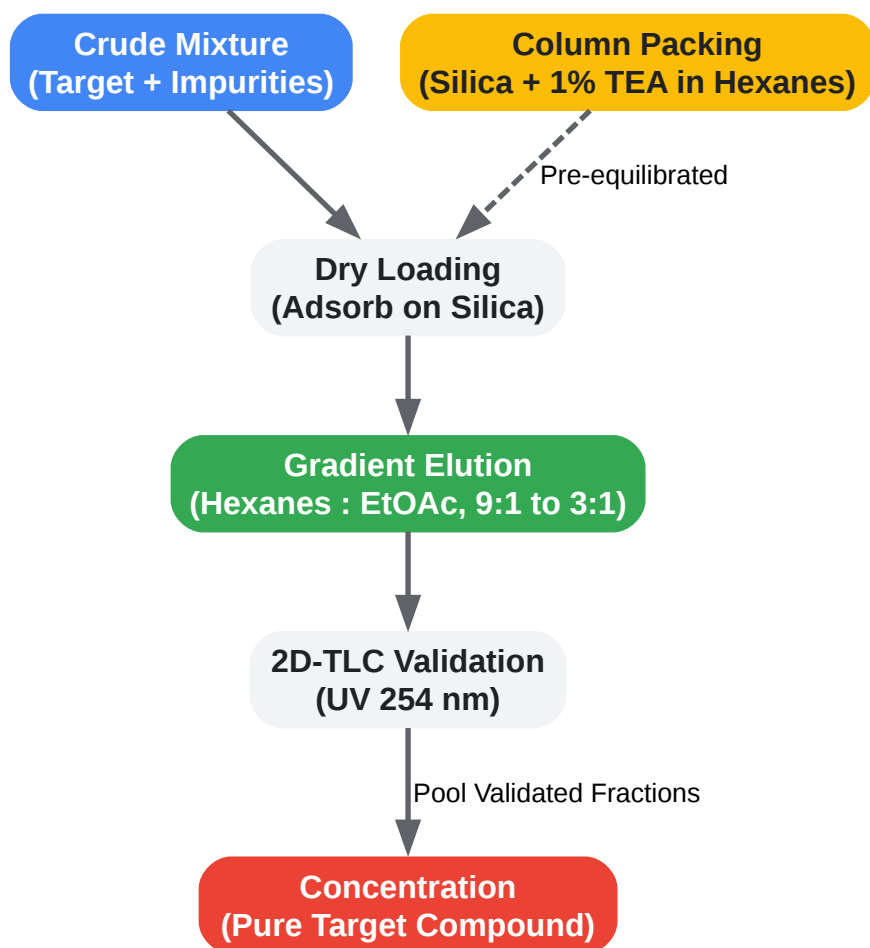 Crude Mixture
(Target + Impurities)
Column Packing
(Silica + 1% TEA in Hexanes)
Pre-equilibrated
Dry Loading
(Adsorb on Silica)
Gradient Elution
(Hexanes : EtOAc, 9:1 to 3:1)
2D-TLC Validation
(UV 254 nm)
Pool Validated Fractions
Concentration
(Pure Target Compound)